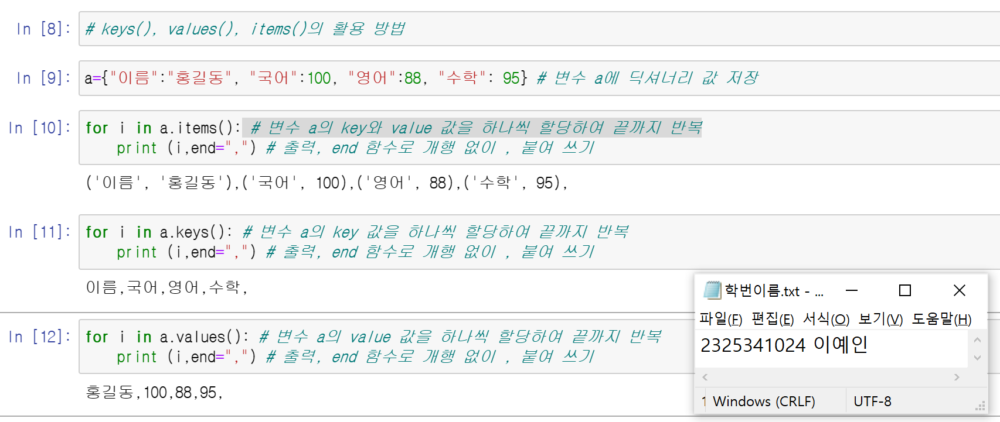 In [8]: # keys(), values(), items()의 활용 방법
In [9]: a={"이름":"홍길동", "국어":100, "영어":88, "수학": 95} # 변수 a에 딕셔너리 값 저장
In [10]: for i in a.items(): # 변수 a의 key와 value 값을 하나씩 할당하여 끝까지 반복
print (i,end=",") # 출력, end 함수로 개행 없이 , 붙여 쓰기
('이름', '홍길동'),('국어', 100),('영어', 88),('수학', 95),
In [11]: for i in a.keys(): # 변수 a의 key 값을 하나씩 할당하여 끝까지 반복
print (i,end=",") # 출력, end 함수로 개행 없이 , 붙여 쓰기
이름,국어,영어,수학,
In [12]: for i in a.values(): # 변수 a의 value 값을 하나씩 할당하여 끝까지 반복
print (i,end=",") # 출력, end 함수로 개행 없이 , 붙여 쓰기
홍길동,100,88,95,
학번이름.txt - ...
파일(F) 편집(E) 서식(O) 보기(V) 도움말(H)
2325341024 이예인
1 Windows (CRLF) UTF-8